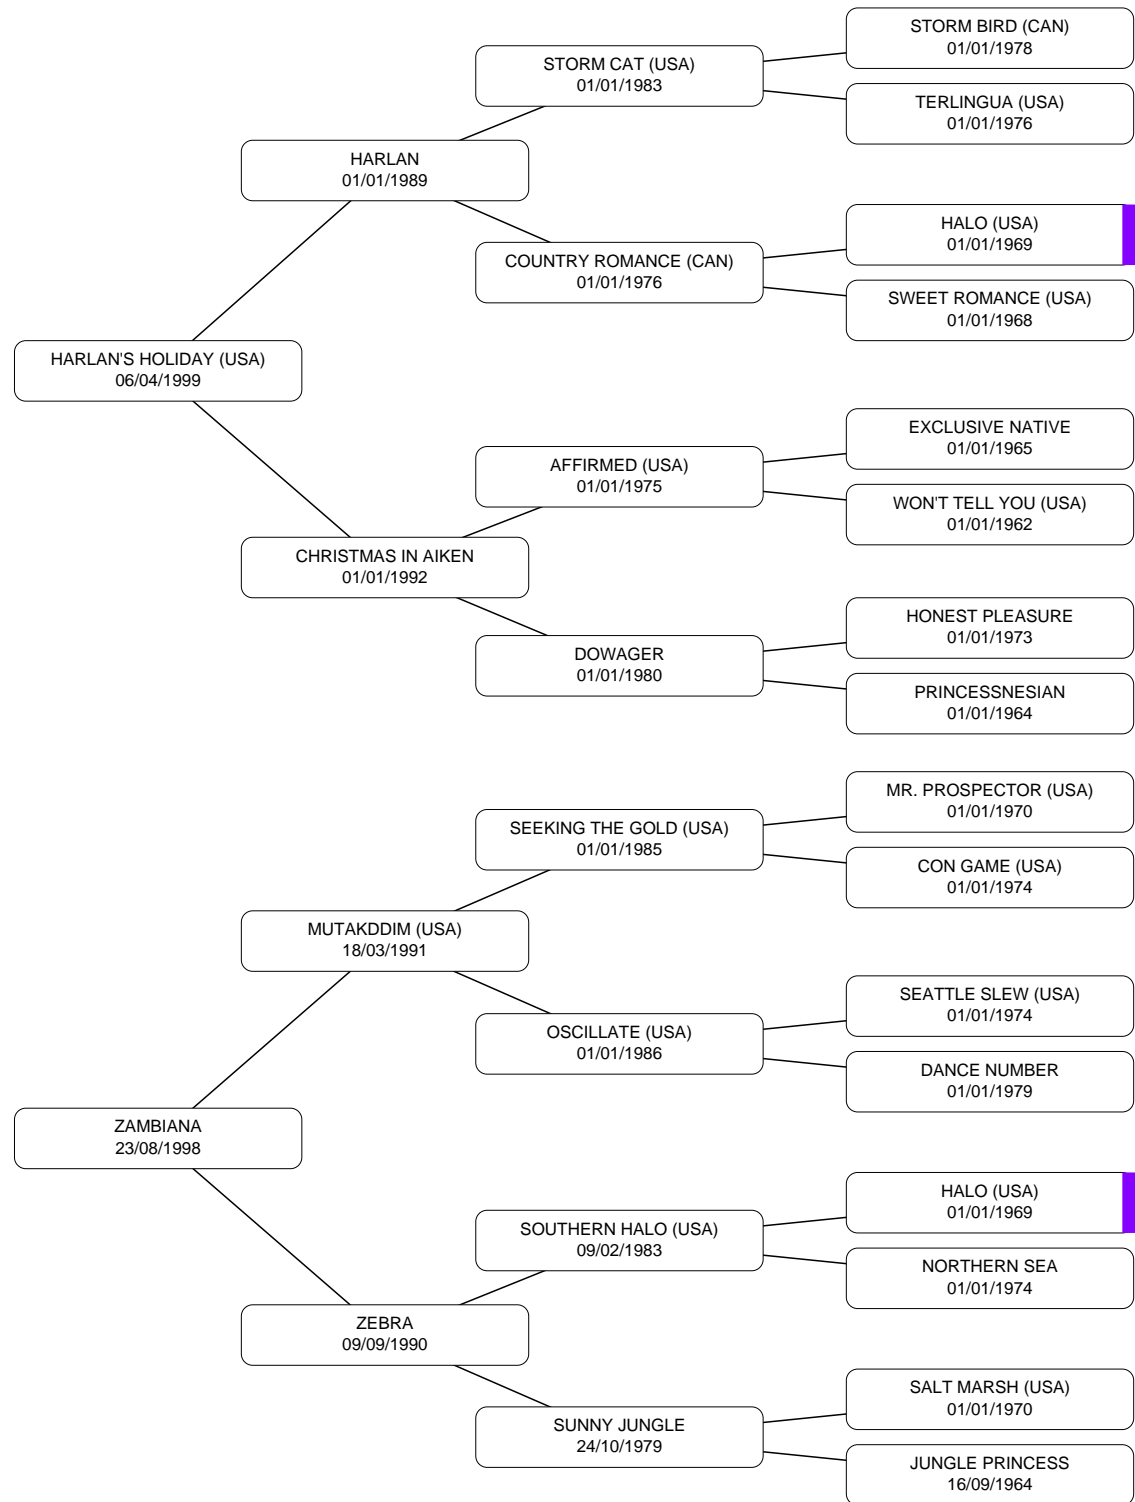 STORM BIRD (CAN)
01/01/1978
STORM CAT (USA)
01/01/1983
TERLINGUA (USA)
01/01/1976
HARLAN
01/01/1989
HALO (USA)
01/01/1969
COUNTRY ROMANCE (CAN)
01/01/1976
SWEET ROMANCE (USA)
01/01/1968
HARLAN'S HOLIDAY (USA)
06/04/1999
EXCLUSIVE NATIVE
01/01/1965
AFFIRMED (USA)
01/01/1975
WON'T TELL YOU (USA)
01/01/1962
CHRISTMAS IN AIKEN
01/01/1992
HONEST PLEASURE
01/01/1973
DOWAGER
01/01/1980
PRINCESSNESIAN
01/01/1964
MR. PROSPECTOR (USA)
01/01/1970
SEEKING THE GOLD (USA)
01/01/1985
CON GAME (USA)
01/01/1974
MUTAKDDIM (USA)
18/03/1991
SEATTLE SLEW (USA)
01/01/1974
OSCILLATE (USA)
01/01/1986
DANCE NUMBER
01/01/1979
ZAMBIANA
23/08/1998
HALO (USA)
01/01/1969
SOUTHERN HALO (USA)
09/02/1983
NORTHERN SEA
01/01/1974
ZEBRA
09/09/1990
SALT MARSH (USA)
01/01/1970
SUNNY JUNGLE
24/10/1979
JUNGLE PRINCESS
16/09/1964